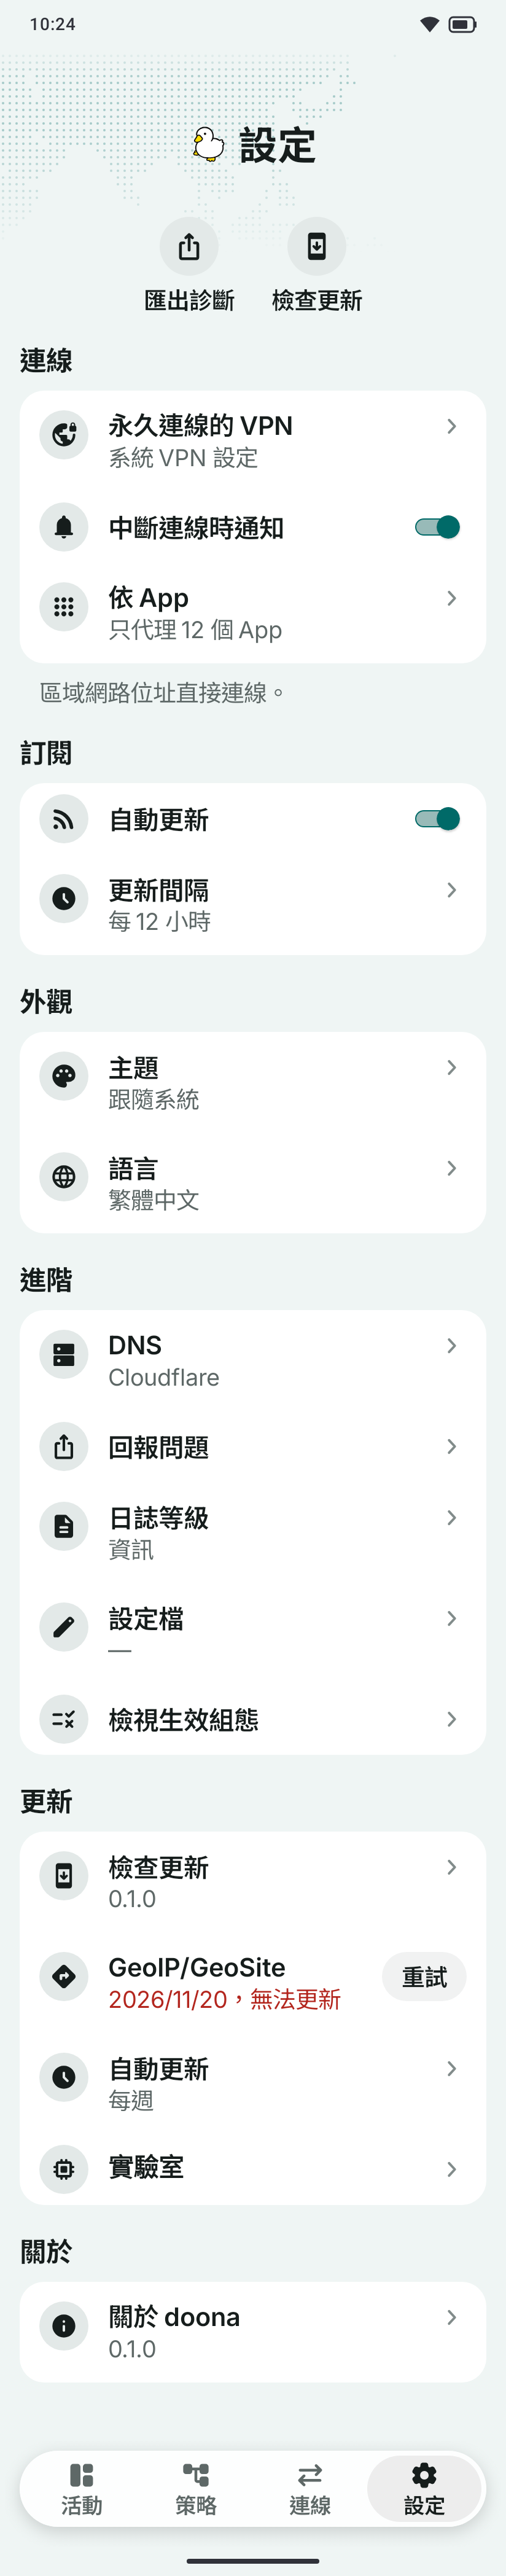 10:24
設定
匯出診斷
檢查更新
連線
永久連線的 VPN
系統 VPN 設定
中斷連線時通知
依 App
只代理 12 個 App
區域網路位址直接連線。
訂閱
自動更新
更新間隔
每 12 小時
外觀
主題
跟隨系統
語言
繁體中文
進階
DNS
Cloudflare
回報問題
日誌等級
資訊
設定檔
—
檢視生效組態
更新
檢查更新
0.1.0
GeoIP/GeoSite
重試
2026/11/20，無法更新
自動更新
每週
實驗室
關於
關於 doona
0.1.0
活動
策略
連線
設定